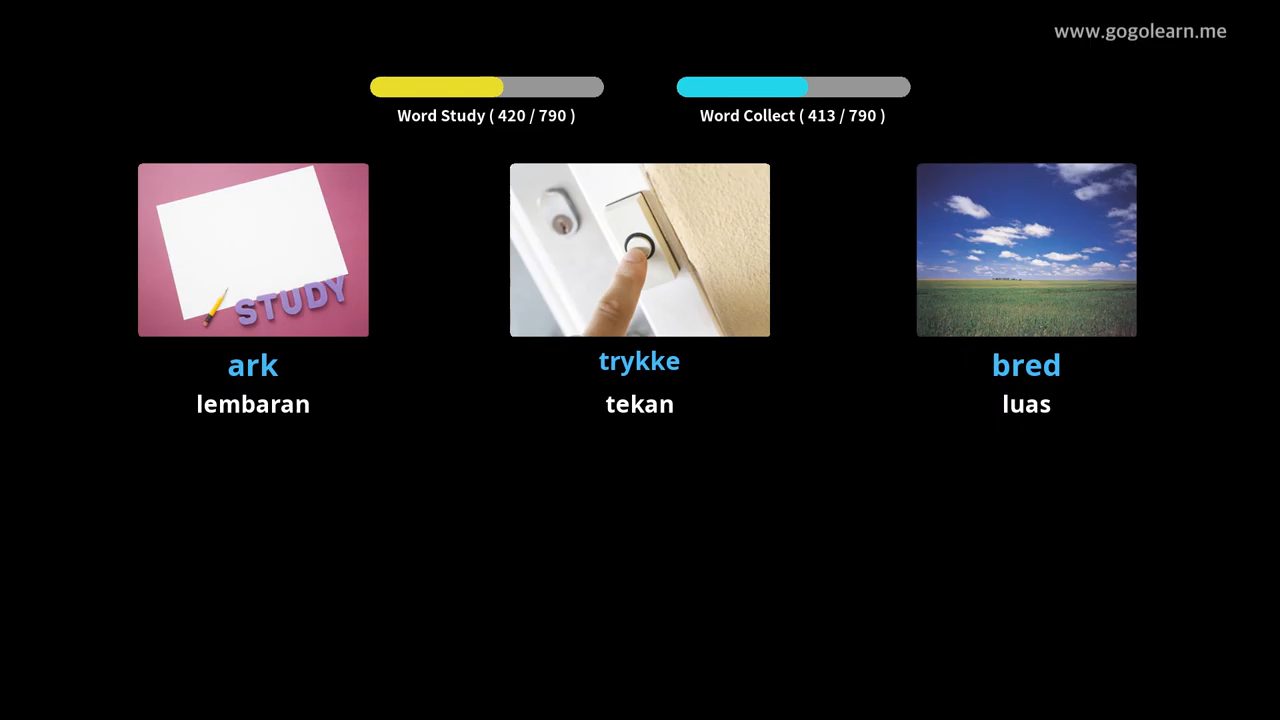 www.gogolearn.me
Word Study ( 420 / 790 )
Word Collect ( 413 / 790 )
STUDY
ark
trykke
bred
lembaran
tekan
luas